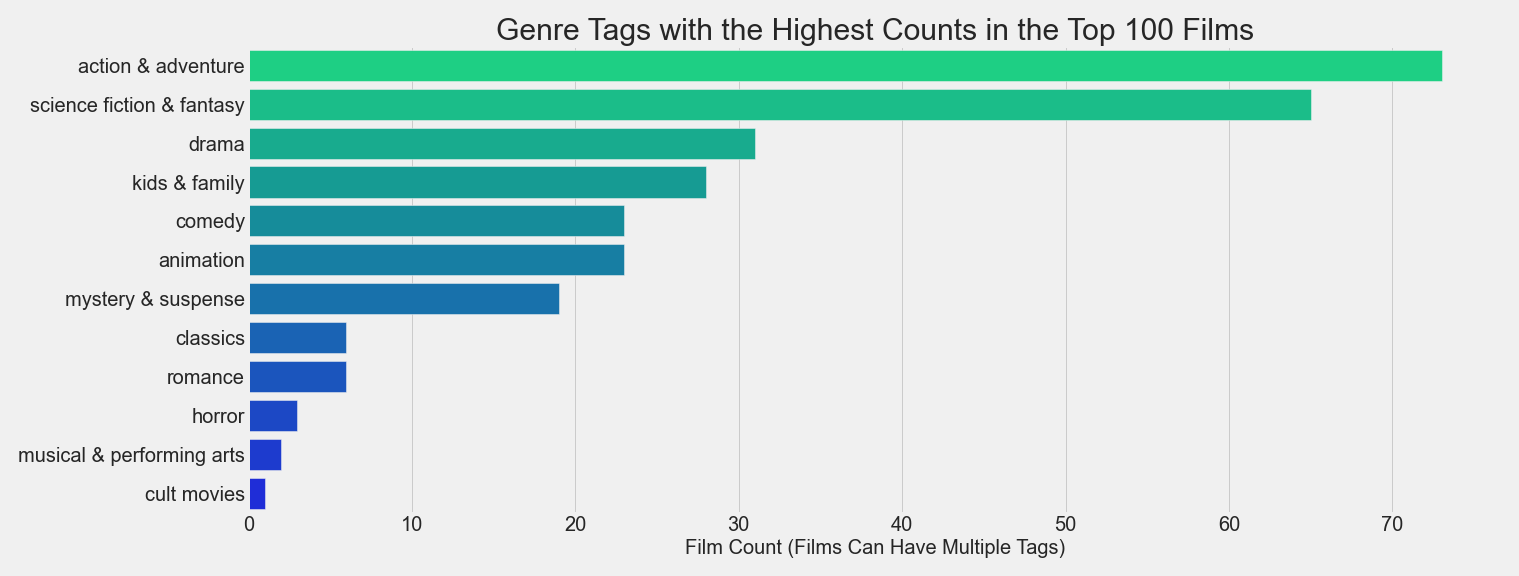 Genre Tags with the Highest Counts in the Top 100 Films
action & adventure
science fiction & fantasy
drama
kids & family
comedy
animation
mystery & suspense
classics
romance
horror
musical & performing arts
cult movies
0 10 20 30 40 50 60 70
Film Count (Films Can Have Multiple Tags)